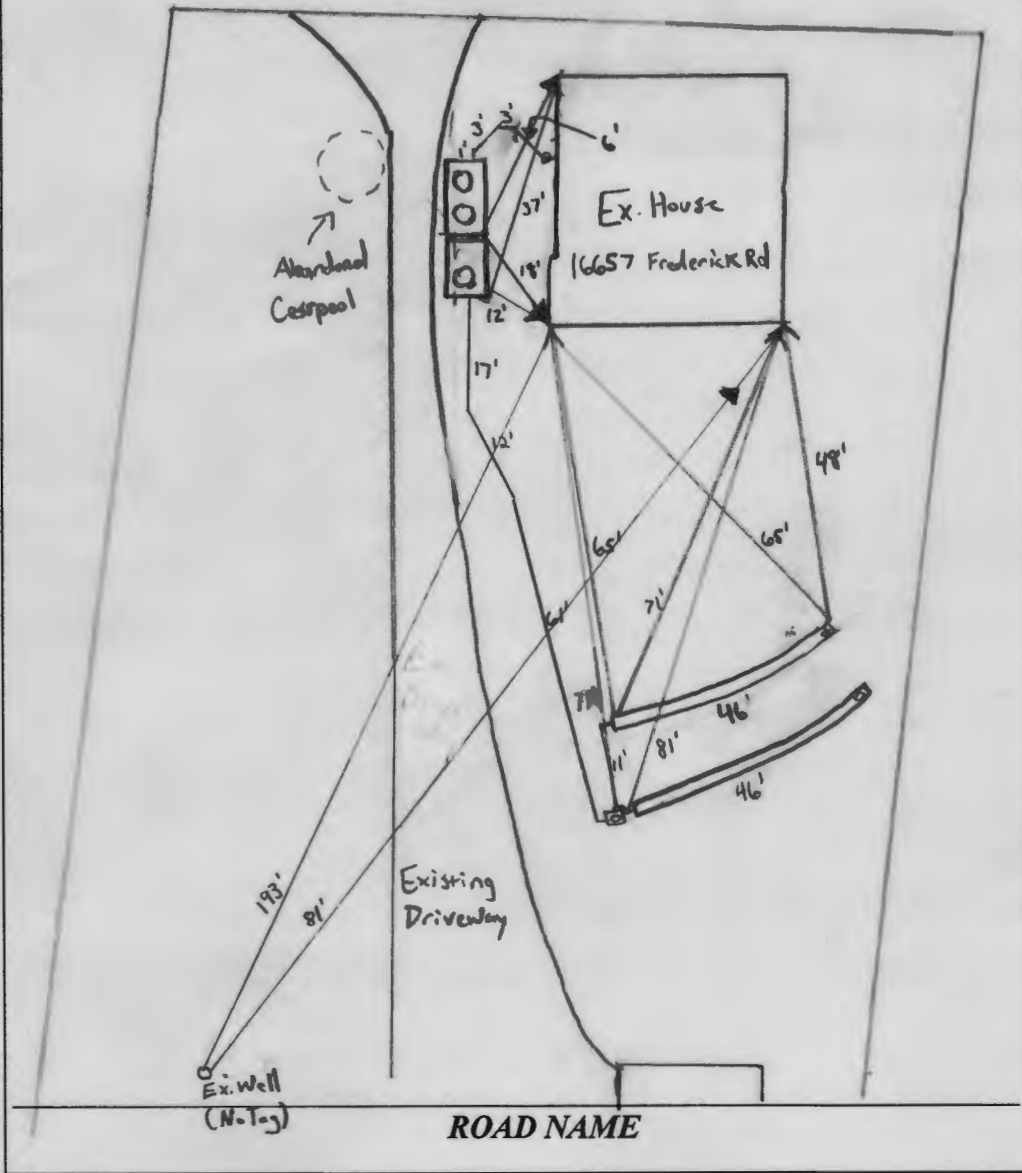 3'
3'
6'
1'
37'
Ex. House
16657 Frederick Rd
Abandoned
Cesspool
18'
12'
17'
12'
48'
65'
65'
71'
61'
46'
11'
81'
46'
193'
81'
Existing
Driveway
Ex. Well
(No Tag)
ROAD NAME